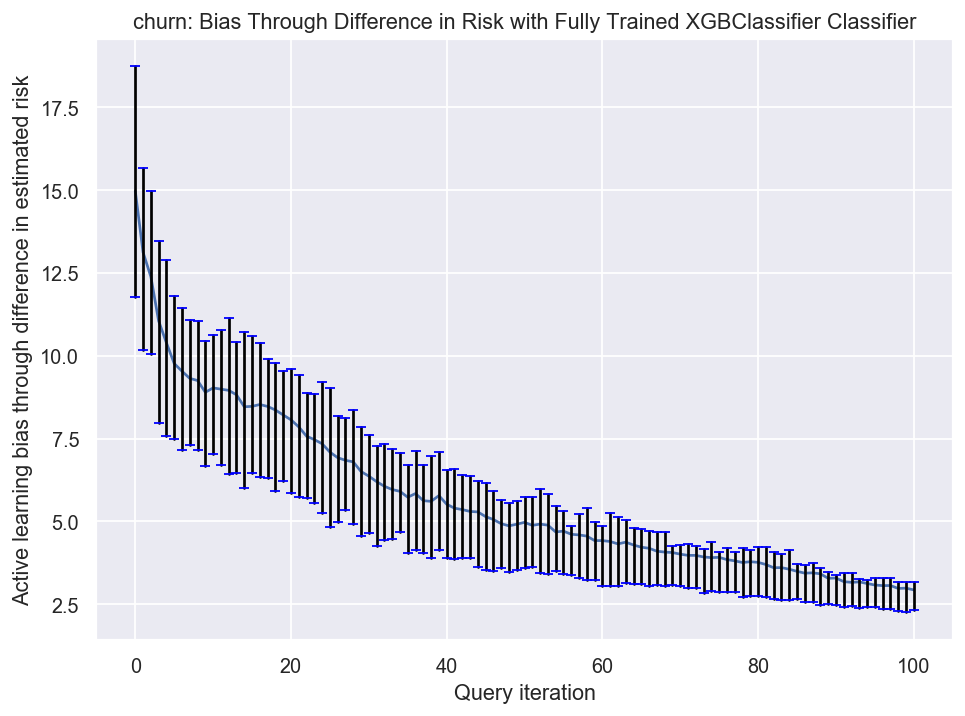 churn: Bias Through Difference in Risk with Fully Trained XGBClassifier Classifier
Active learning bias through difference in estimated risk
17.5
15.0
12.5
10.0
7.5
5.0
2.5
0 20 40 60 80 100
Query iteration